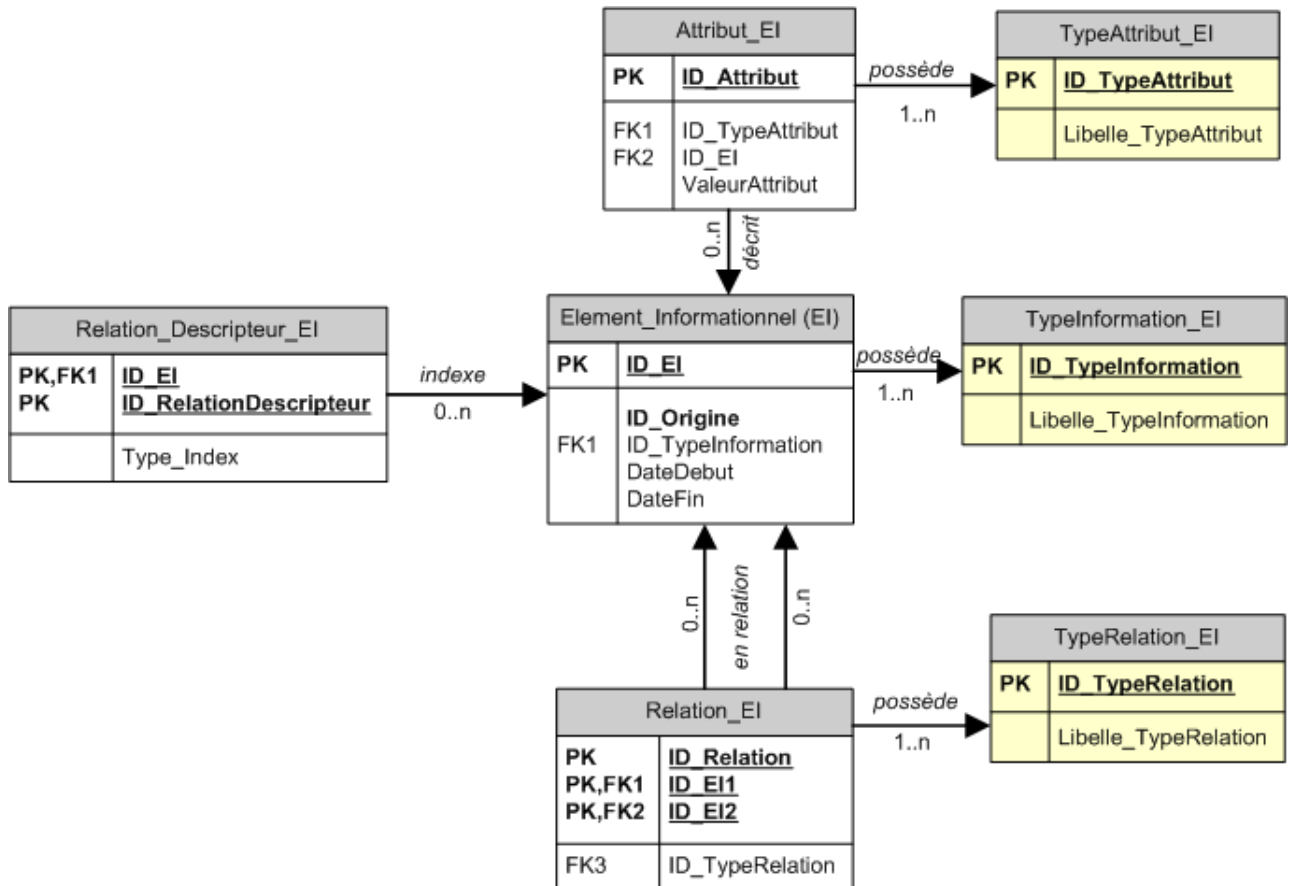 Attribut_EI
PK ID_Attribut
FK1 ID_TypeAttribut
FK2 ID_EI
ValeurAttribut
possède
1..n
TypeAttribut_EI
PK ID_TypeAttribut
Libelle_TypeAttribut
0..n
décrit
Relation_Descripteur_EI
PK,FK1 ID_EI
PK ID_RelationDescripteur
Type_Index
indexe
0..n
Element_Informationnel (EI)
PK ID_EI
ID_Origine
FK1 ID_TypeInformation
DateDebut
DateFin
possède
1..n
TypeInformation_EI
PK ID_TypeInformation
Libelle_TypeInformation
0..n
en relation
0..n
Relation_EI
PK ID_Relation
PK,FK1 ID_EI1
PK,FK2 ID_EI2
FK3 ID_TypeRelation
possède
1..n
TypeRelation_EI
PK ID_TypeRelation
Libelle_TypeRelation